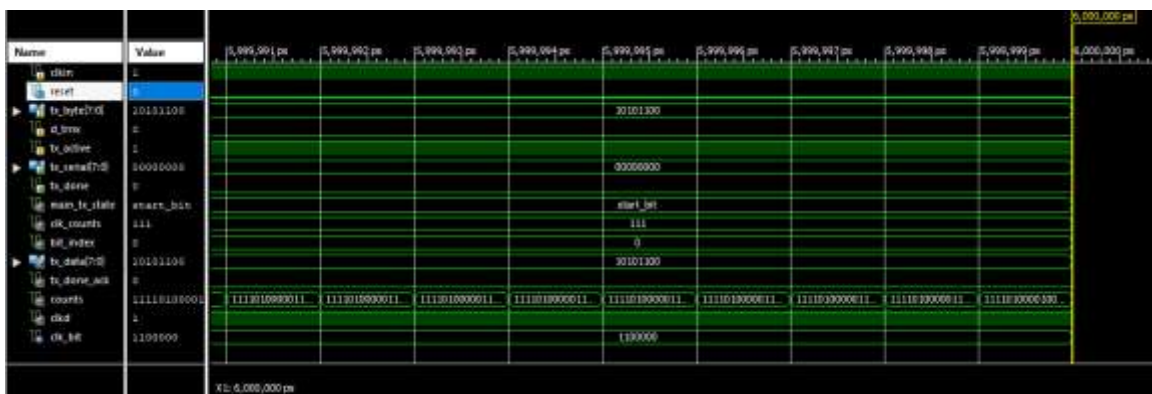 6,000,000 ps
Name Value 5,999,991 ps 5,999,992 ps 5,999,993 ps 5,999,994 ps 5,999,995 ps 5,999,996 ps 5,999,997 ps 5,999,998 ps 5,999,999 ps 6,000,000 ps
clkin 1
reset 0
tx_byte[7:0] 10101100 10101100
d_tmx 0
tx_active 1
tx_serial[7:0] 00000000 00000000
tx_done 0
main_tx_state start_bit start_bit
clk_counts 111 111
bit_index 0 0
tx_data[7:0] 10101100 10101100
tx_done_ack 0
counts
clkd 1
clk_bit 1100000 1100000
X1: 6,000,000 ps